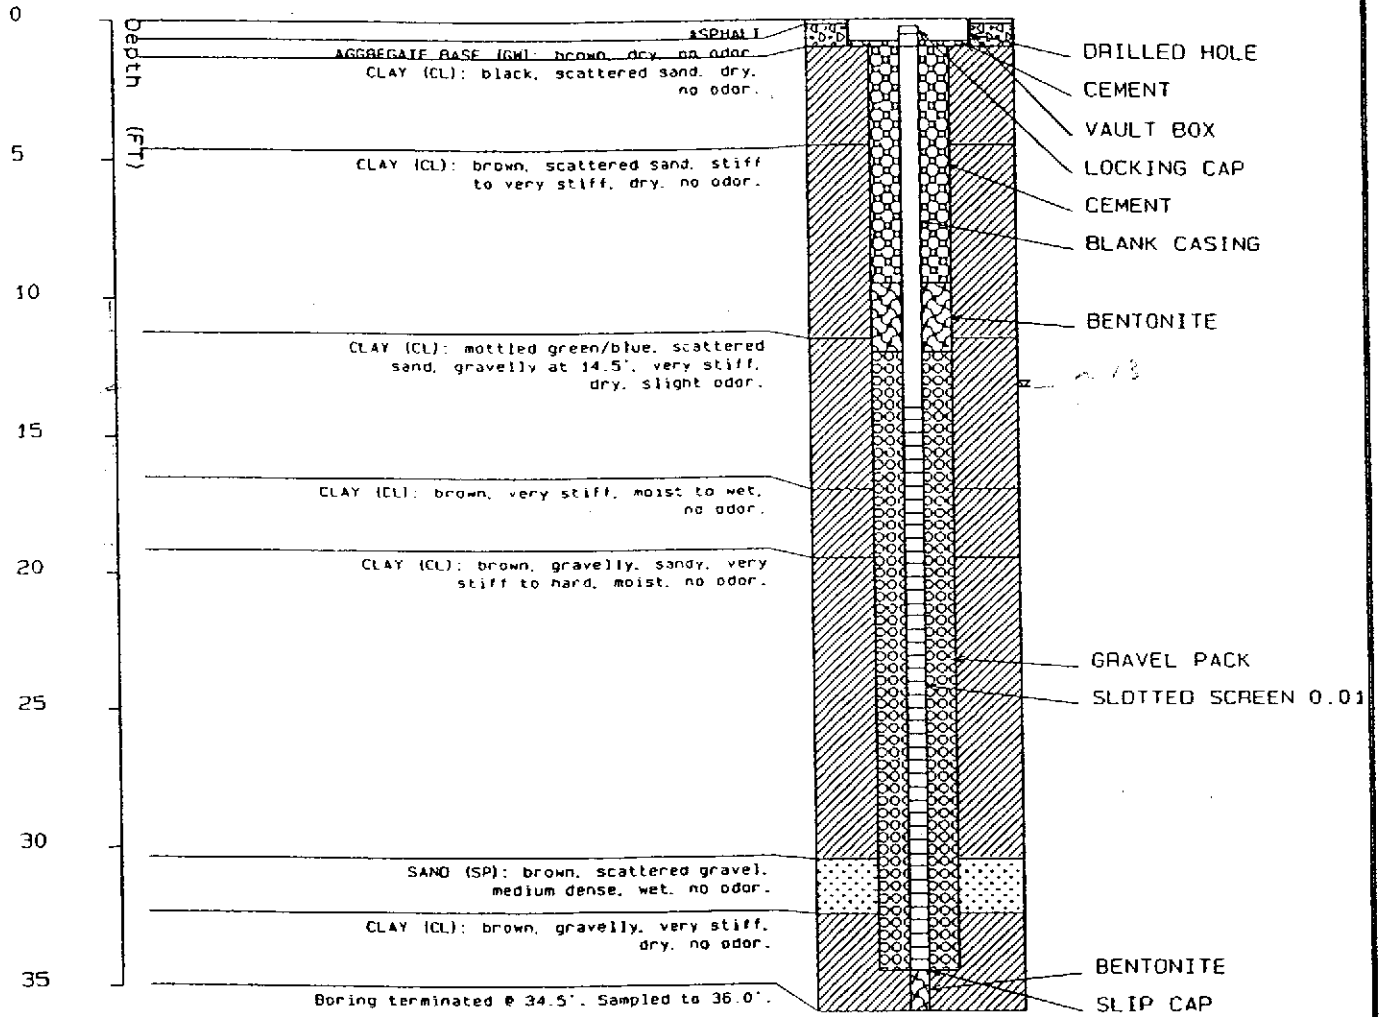 0
Depth (FT)
ASPHALT
AGGREGATE BASE (GW): brown, dry, no odor.
CLAY (CL): black, scattered sand, dry,
no odor.
5
CLAY (CL): brown, scattered sand, stiff
to very stiff, dry, no odor.
10
CLAY (CL): mottled green/blue, scattered
sand, gravelly at 14.5', very stiff,
dry, slight odor.
15
CLAY (CL): brown, very stiff, moist to wet,
no odor.
20
CLAY (CL): brown, gravelly, sandy, very
stiff to hard, moist, no odor.
25
30
SAND (SP): brown, scattered gravel,
medium dense, wet, no odor.
CLAY (CL): brown, gravelly, very stiff,
dry, no odor.
35
Boring terminated @ 34.5'. Sampled to 36.0'.
DRILLED HOLE
CEMENT
VAULT BOX
LOCKING CAP
CEMENT
BLANK CASING
BENTONITE
GRAVEL PACK
SLOTTED SCREEN 0.01
BENTONITE
SLIP CAP